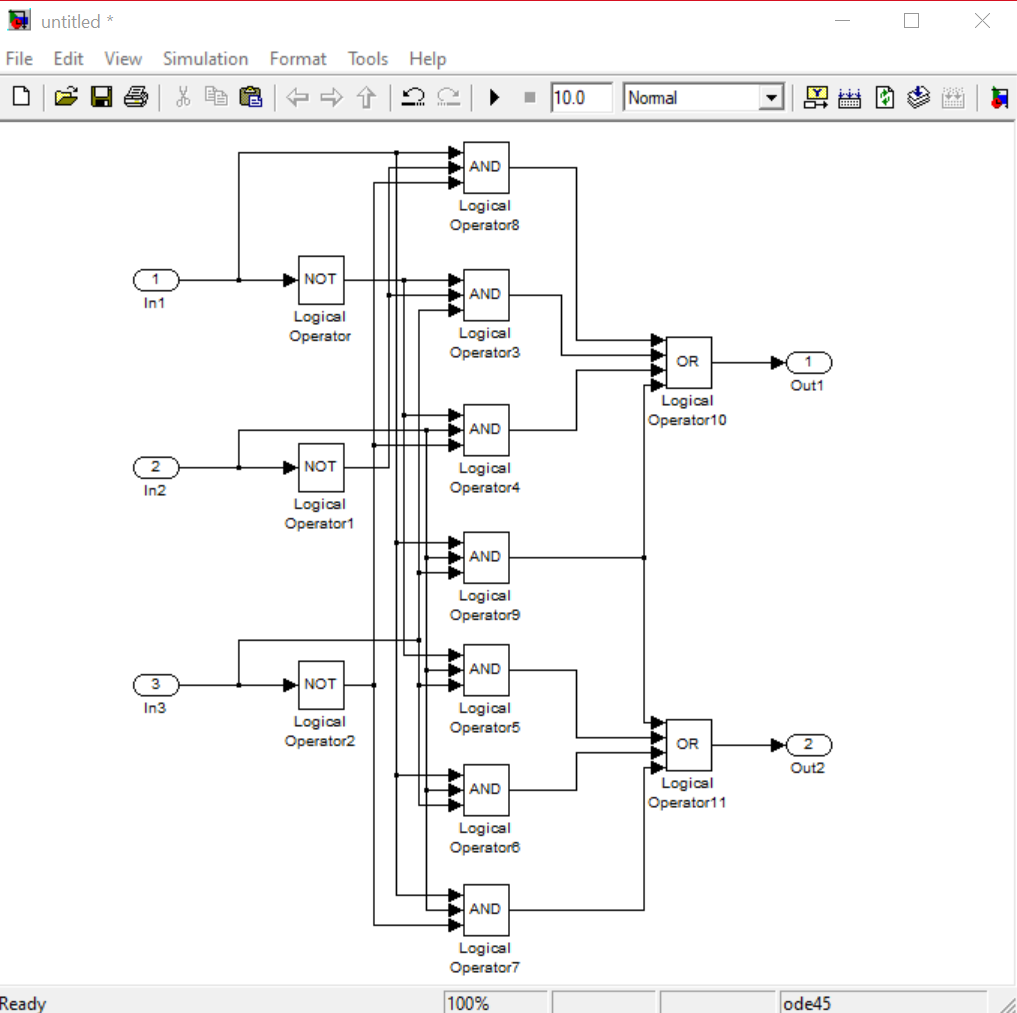 untitled *
File Edit View Simulation Format Tools Help
10.0 Normal
AND
Logical
Operator8
1
In1
NOT
Logical
Operator
AND
Logical
Operator3
OR
Logical
Operator10
1
Out1
AND
Logical
Operator4
2
In2
NOT
Logical
Operator1
AND
Logical
Operator9
3
In3
NOT
Logical
Operator2
AND
Logical
Operator5
OR
Logical
Operator11
2
Out2
AND
Logical
Operator6
AND
Logical
Operator7
Ready 100% ode45